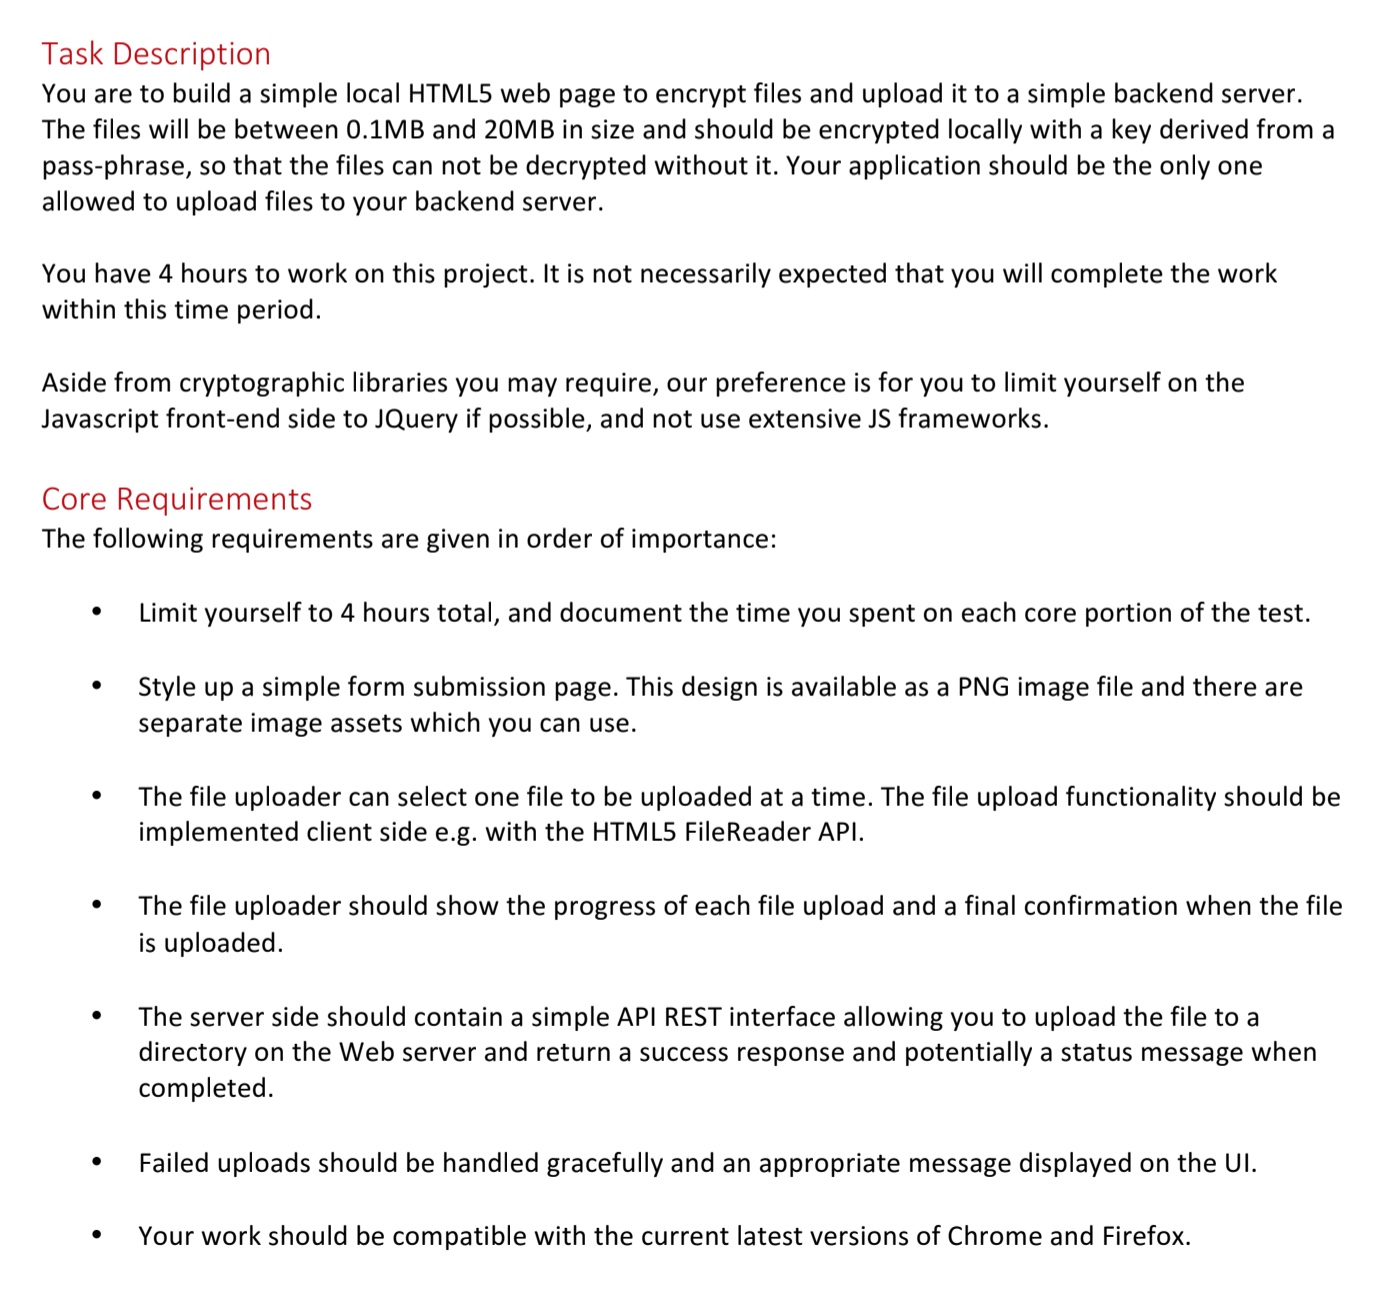 Task Description
You are to build a simple local HTML5 web page to encrypt files and upload it to a simple backend server.
The files will be between 0.1MB and 20MB in size and should be encrypted locally with a key derived from a
pass-phrase, so that the files can not be decrypted without it. Your application should be the only one
allowed to upload files to your backend server.
You have 4 hours to work on this project. It is not necessarily expected that you will complete the work
within this time period.
Aside from cryptographic libraries you may require, our preference is for you to limit yourself on the
Javascript front-end side to JQuery if possible, and not use extensive JS frameworks.
Core Requirements
The following requirements are given in order of importance:
• Limit yourself to 4 hours total, and document the time you spent on each core portion of the test.
• Style up a simple form submission page. This design is available as a PNG image file and there are
separate image assets which you can use.
• The file uploader can select one file to be uploaded at a time. The file upload functionality should be
implemented client side e.g. with the HTML5 FileReader API.
• The file uploader should show the progress of each file upload and a final confirmation when the file
is uploaded.
• The server side should contain a simple API REST interface allowing you to upload the file to a
directory on the Web server and return a success response and potentially a status message when
completed.
• Failed uploads should be handled gracefully and an appropriate message displayed on the UI.
• Your work should be compatible with the current latest versions of Chrome and Firefox.